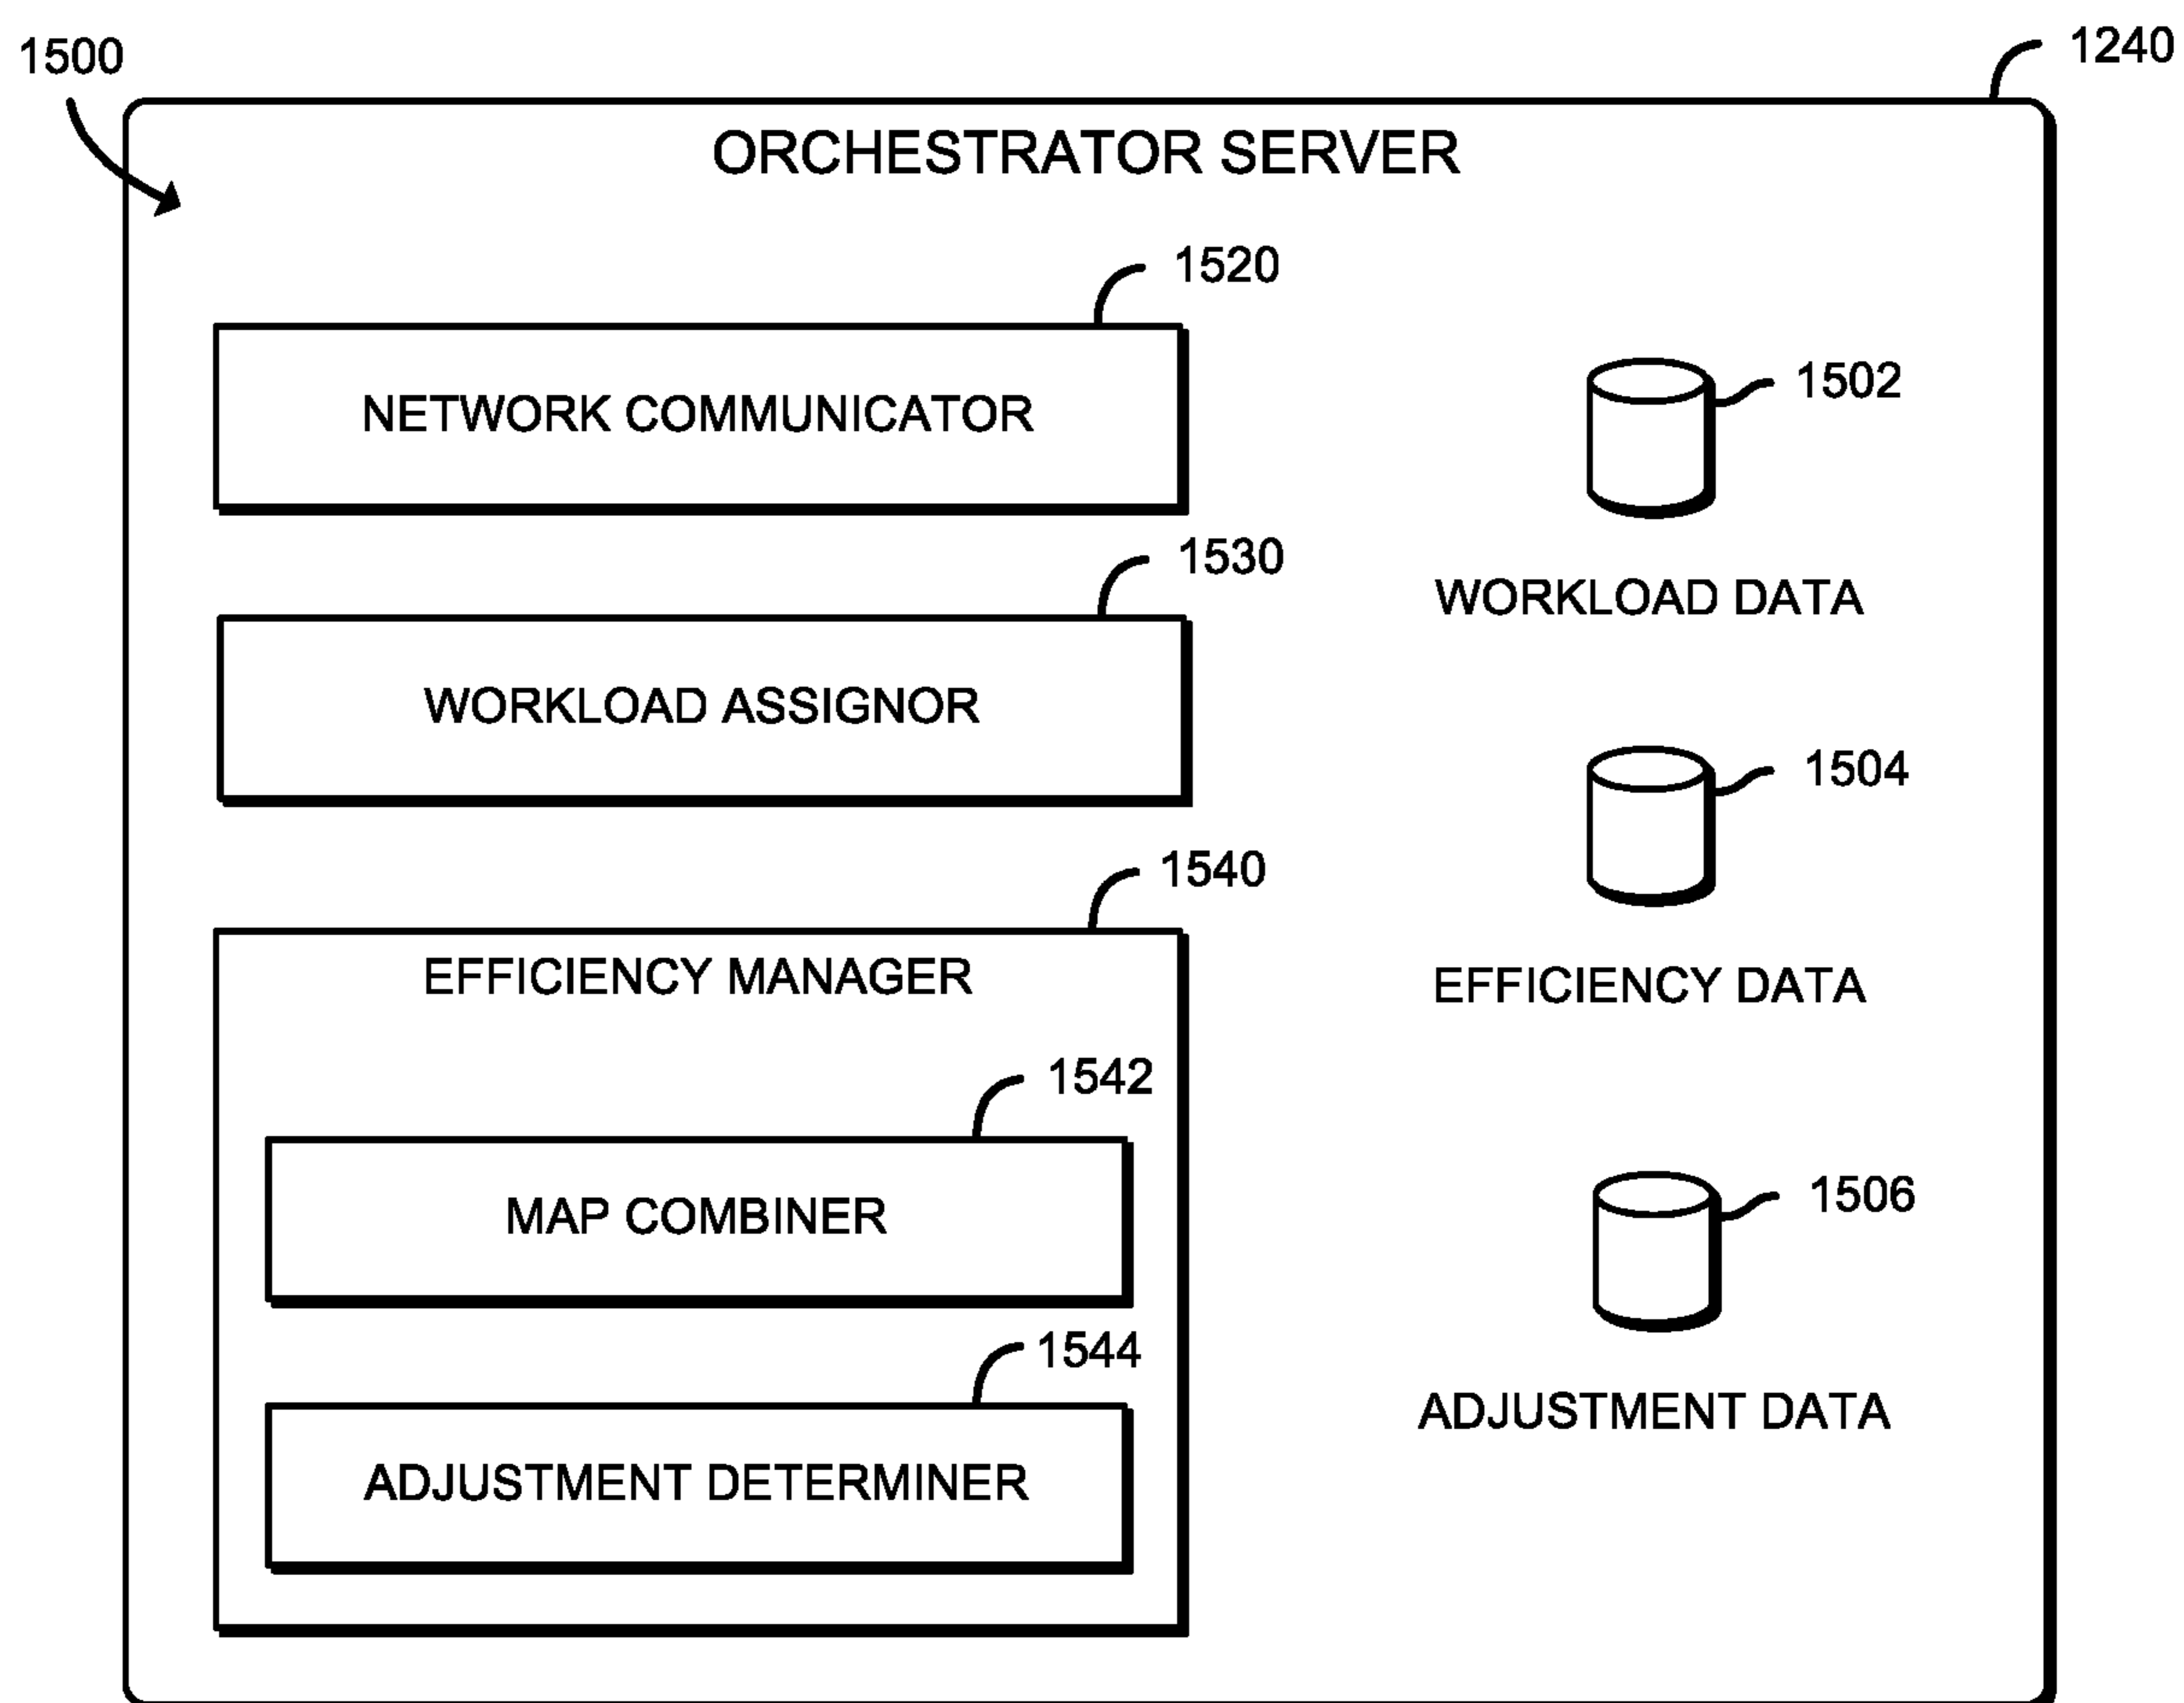 1500
1240
ORCHESTRATOR SERVER
1520
NETWORK COMMUNICATOR
1502
WORKLOAD DATA
1530
WORKLOAD ASSIGNOR
1504
EFFICIENCY DATA
1540
EFFICIENCY MANAGER
1542
MAP COMBINER
1544
ADJUSTMENT DETERMINER
1506
ADJUSTMENT DATA